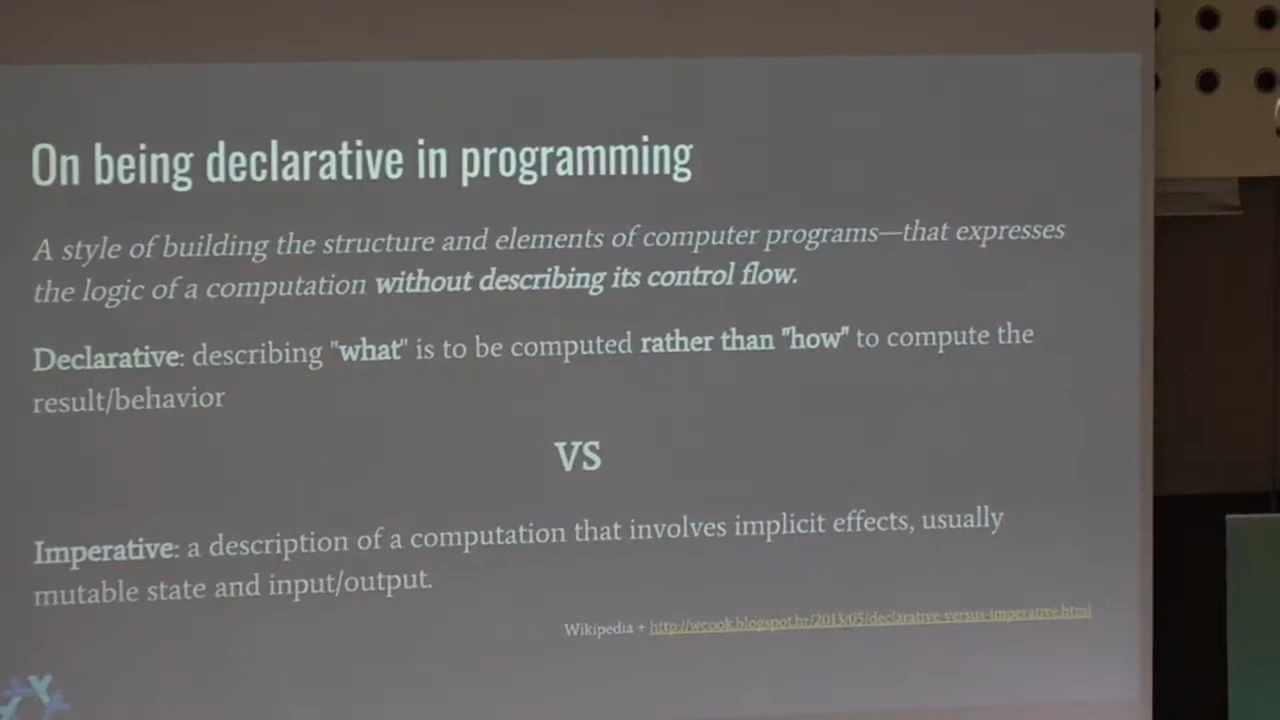 On being declarative in programming
A style of building the structure and elements of computer programs—that expresses
the logic of a computation without describing its control flow.
Declarative: describing "what" is to be computed rather than "how" to compute the
result/behavior
VS
Imperative: a description of a computation that involves implicit effects, usually
mutable state and input/output.
Wikipedia + http://wcook.blogspot.hr/2013/05/declarative-versus-imperative.html